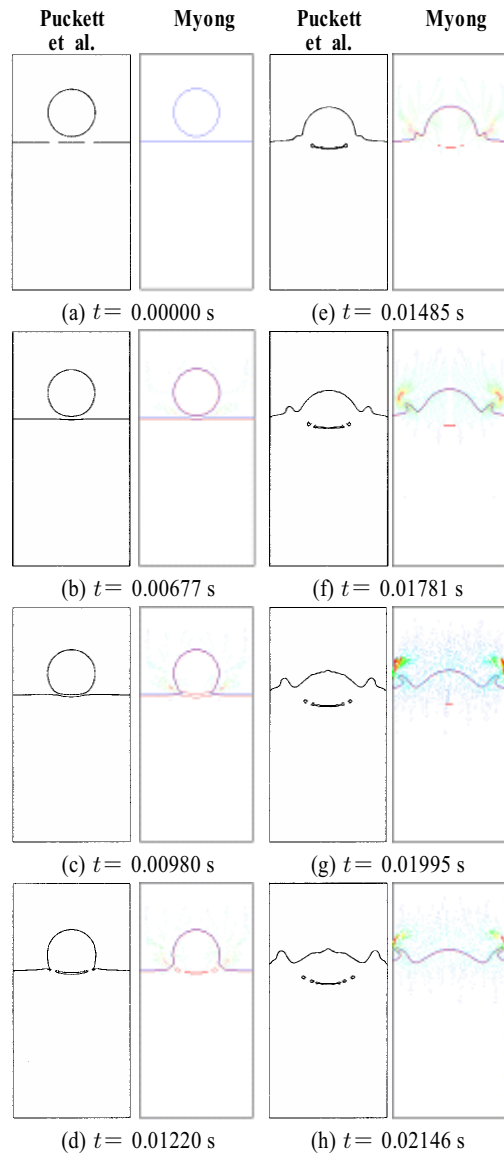 Puckett et al.
Myong
Puckett et al.
Myong
(a) t = 0.00000 s
(e) t = 0.01485 s
(b) t = 0.00677 s
(f) t = 0.01781 s
(c) t = 0.00980 s
(g) t = 0.01995 s
(d) t = 0.01220 s
(h) t = 0.02146 s